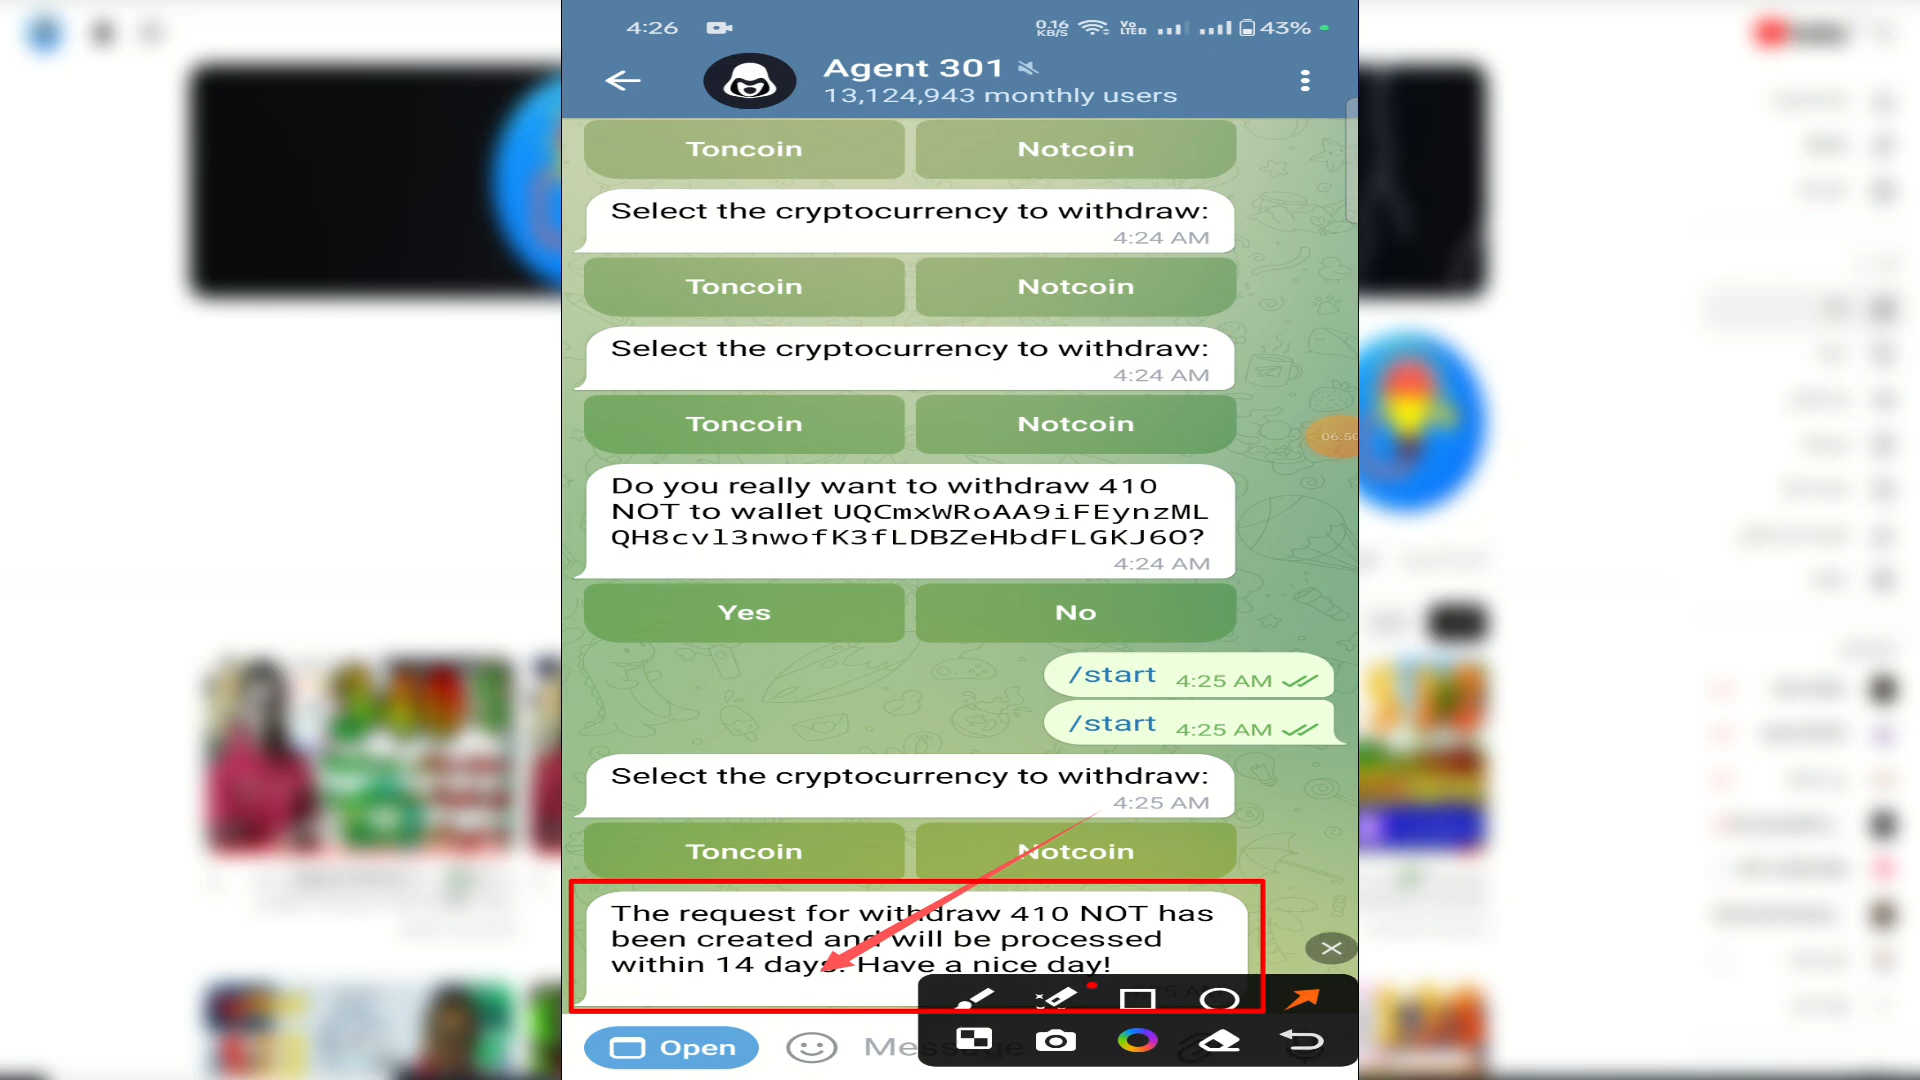 4:26
0.16 KB/S
Vo LTE
43%
Agent 301
13,124,943 monthly users
Toncoin
Notcoin
Select the cryptocurrency to withdraw:
4:24 AM
Toncoin
Notcoin
Select the cryptocurrency to withdraw:
4:24 AM
Toncoin
Notcoin
06:50
Do you really want to withdraw 410
NOT to wallet UQCmxWRoAA9iFEynzML
QH8cvl3nwofK3fLDBZeHbdFLGKJ6O?
4:24 AM
Yes
No
/start 4:25 AM
/start 4:25 AM
Select the cryptocurrency to withdraw:
4:25 AM
Toncoin
Notcoin
The request for withdraw 410 NOT has
been created and will be processed
within 14 days. Have a nice day!
Open